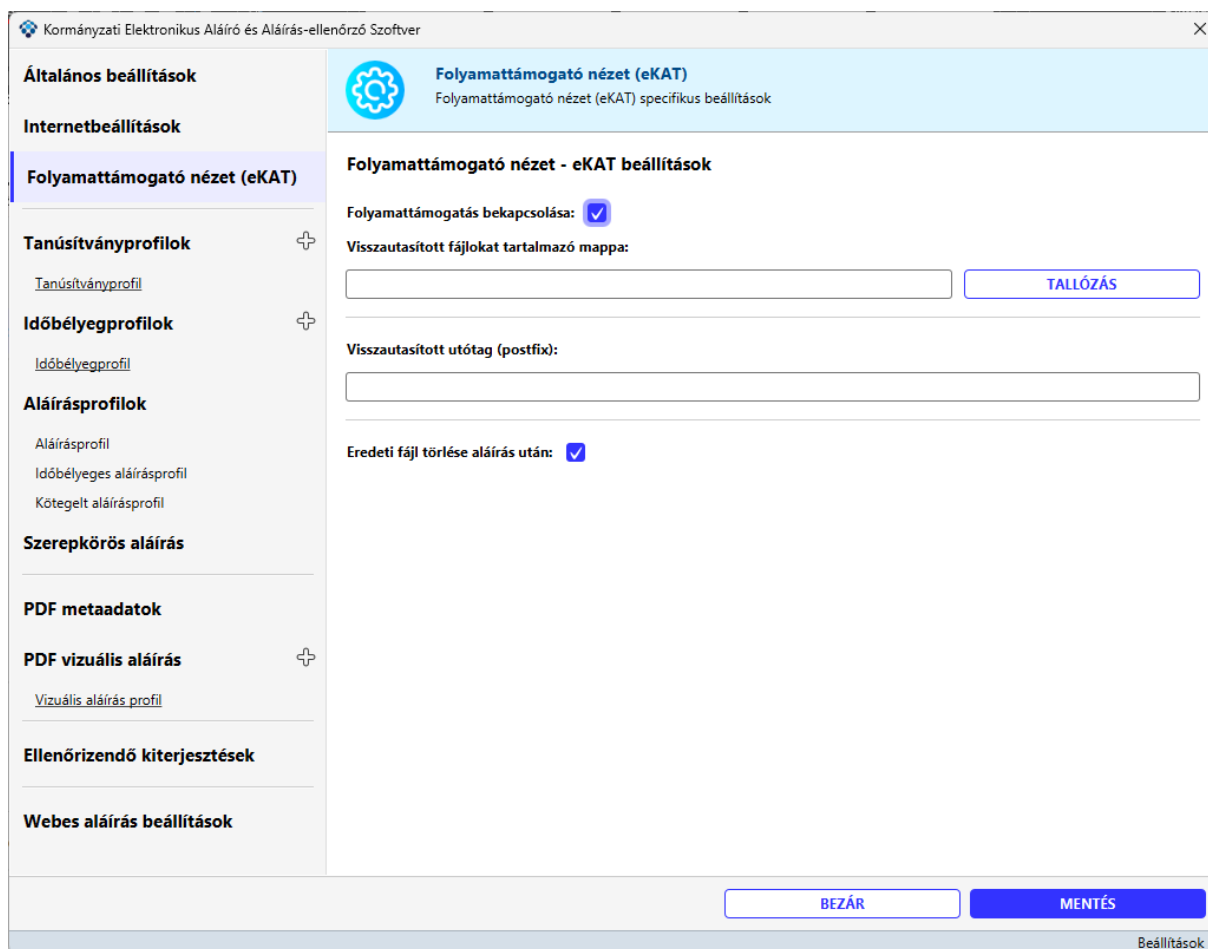 Kormányzati Elektronikus Aláíró és Aláírás-ellenőrző Szoftver
Általános beállítások
Internetbeállítások
Folyamattámogató nézet (eKAT)
Tanúsítványprofilok
Tanúsítványprofil
Időbélyegprofilok
Időbélyegprofil
Aláírásprofilok
Aláírásprofil
Időbélyeges aláírásprofil
Kötegelt aláírásprofil
Szerepkörös aláírás
PDF metaadatok
PDF vizuális aláírás
Vizuális aláírás profil
Ellenőrizendő kiterjesztések
Webes aláírás beállítások
Folyamattámogató nézet (eKAT)
Folyamattámogató nézet (eKAT) specifikus beállítások
Folyamattámogató nézet - eKAT beállítások
Folyamattámogatás bekapcsolása:
Visszautasított fájlokat tartalmazó mappa:
TALLÓZÁS
Visszautasított utótag (postfix):
Eredeti fájl törlése aláírás után:
BEZÁR
MENTÉS
Beállítások